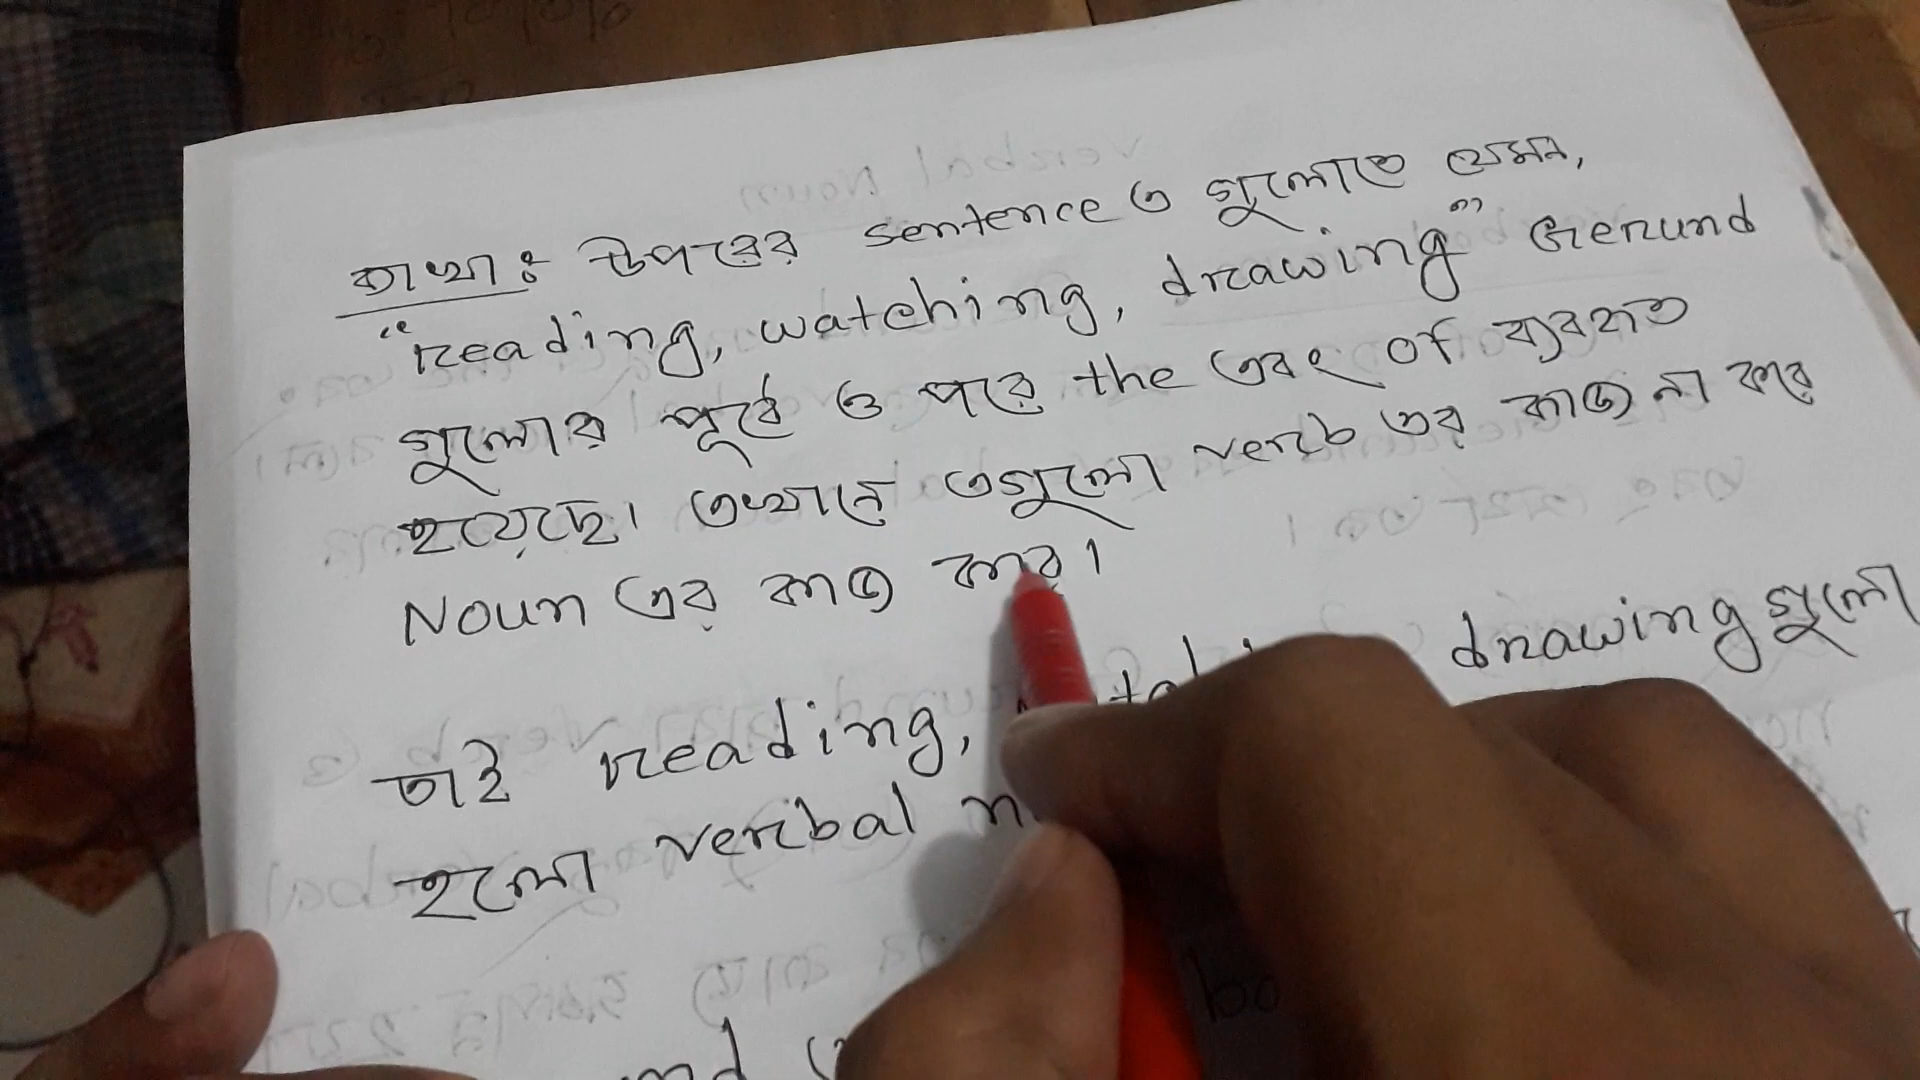 ব্যাখ্যা : উপরের sentence এ গুলোতে যেমন,
"reading, watching, drawing" Gerund
গুলোর পূর্বে ও পরে the এবং of ব্যবহৃত
হয়েছে। এখানে এগুলো verb এর কাজ না করে
Noun এর কাজ করে।
তাই reading, drawing গুলো
হলো verbal